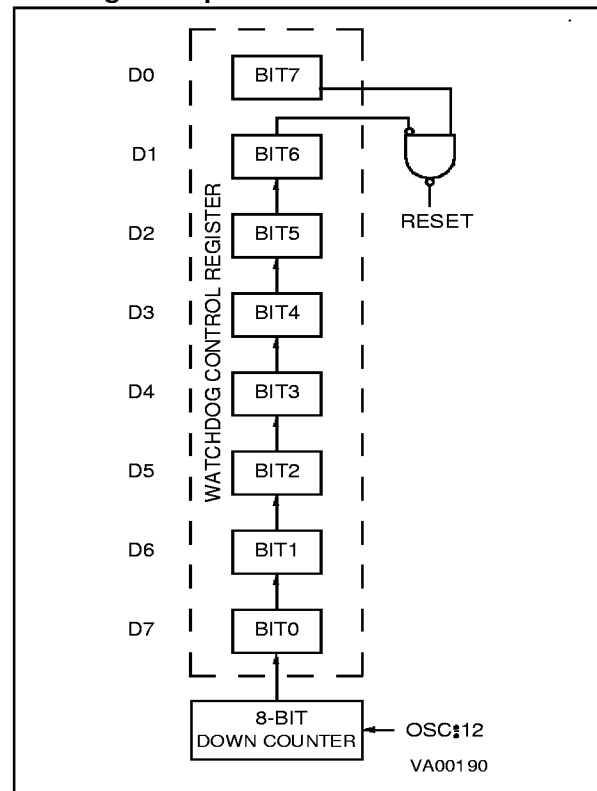 D0 BIT7
D1 BIT6
RESET
D2 BIT5
WATCHDOG CONTROL REGISTER
D3 BIT4
D4 BIT3
D5 BIT2
D6 BIT1
D7 BIT0
8-BIT
DOWN COUNTER
OSC:12
VA00190